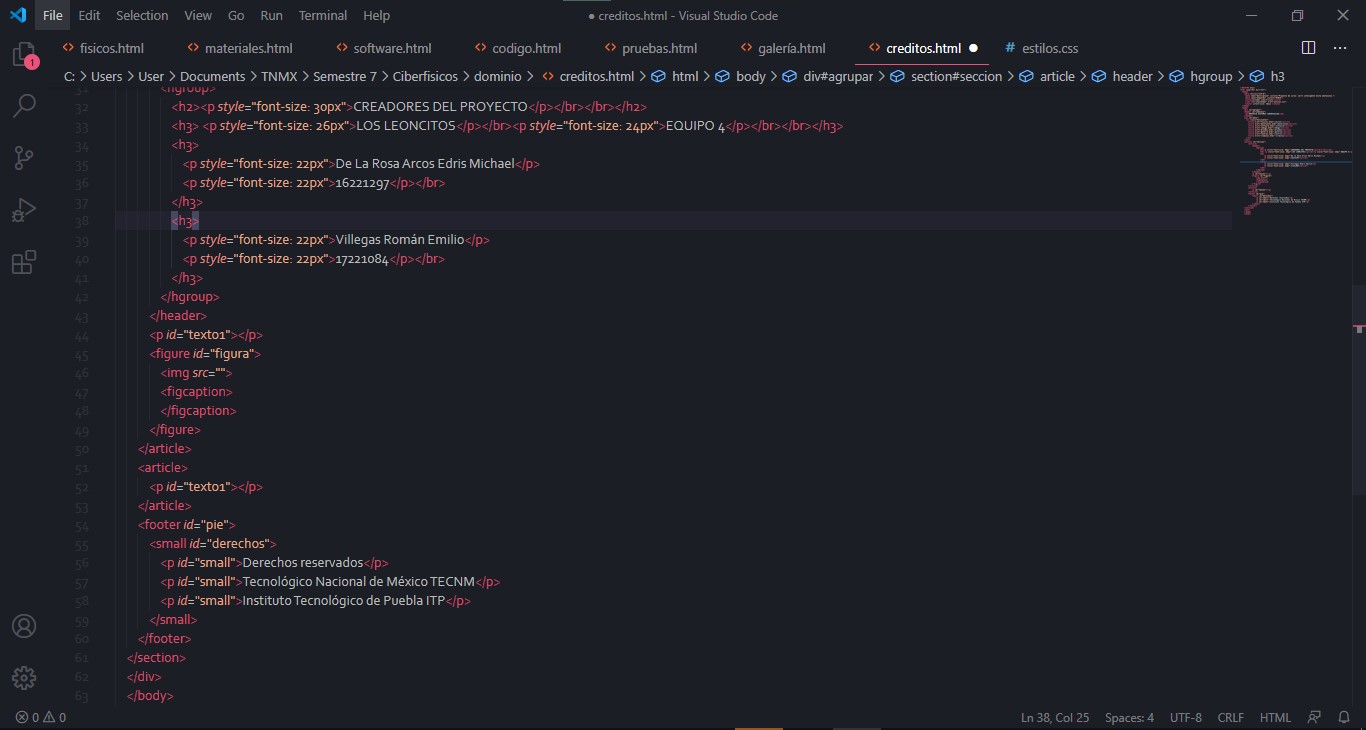 File Edit Selection View Go Run Terminal Help ● creditos.html - Visual Studio Code
<> fisicos.html <> materiales.html <> software.html <> codigo.html <> pruebas.html <> galería.html <> creditos.html ● # estilos.css
C: > Users > User > Documents > TNMX > Semestre 7 > Ciberfisicos > dominio > <> creditos.html > html > body > div#agrupar > section#seccion > article > header > hgroup > h3
31 <hgroup>
32 <h2><p style="font-size: 30px">CREADORES DEL PROYECTO</p></br></br></h2>
33 <h3> <p style="font-size: 26px">LOS LEONCITOS</p></br><p style="font-size: 24px">EQUIPO 4</p></br></br></h3>
34 <h3>
35 <p style="font-size: 22px">De La Rosa Arcos Edris Michael</p>
36 <p style="font-size: 22px">16221297</p></br>
37 </h3>
38 <h3>
39 <p style="font-size: 22px">Villegas Román Emilio</p>
40 <p style="font-size: 22px">17221084</p></br>
41 </h3>
42 </hgroup>
43 </header>
44 <p id="texto1"></p>
45 <figure id="figura">
46 <img src="">
47 <figcaption>
48 </figcaption>
49 </figure>
50 </article>
51 <article>
52 <p id="texto1"></p>
53 </article>
54 <footer id="pie">
55 <small id="derechos">
56 <p id="small">Derechos reservados</p>
57 <p id="small">Tecnológico Nacional de México TECNM</p>
58 <p id="small">Instituto Tecnológico de Puebla ITP</p>
59 </small>
60 </footer>
61 </section>
62 </div>
63 </body>
1
0 0 Ln 38, Col 25 Spaces: 4 UTF-8 CRLF HTML